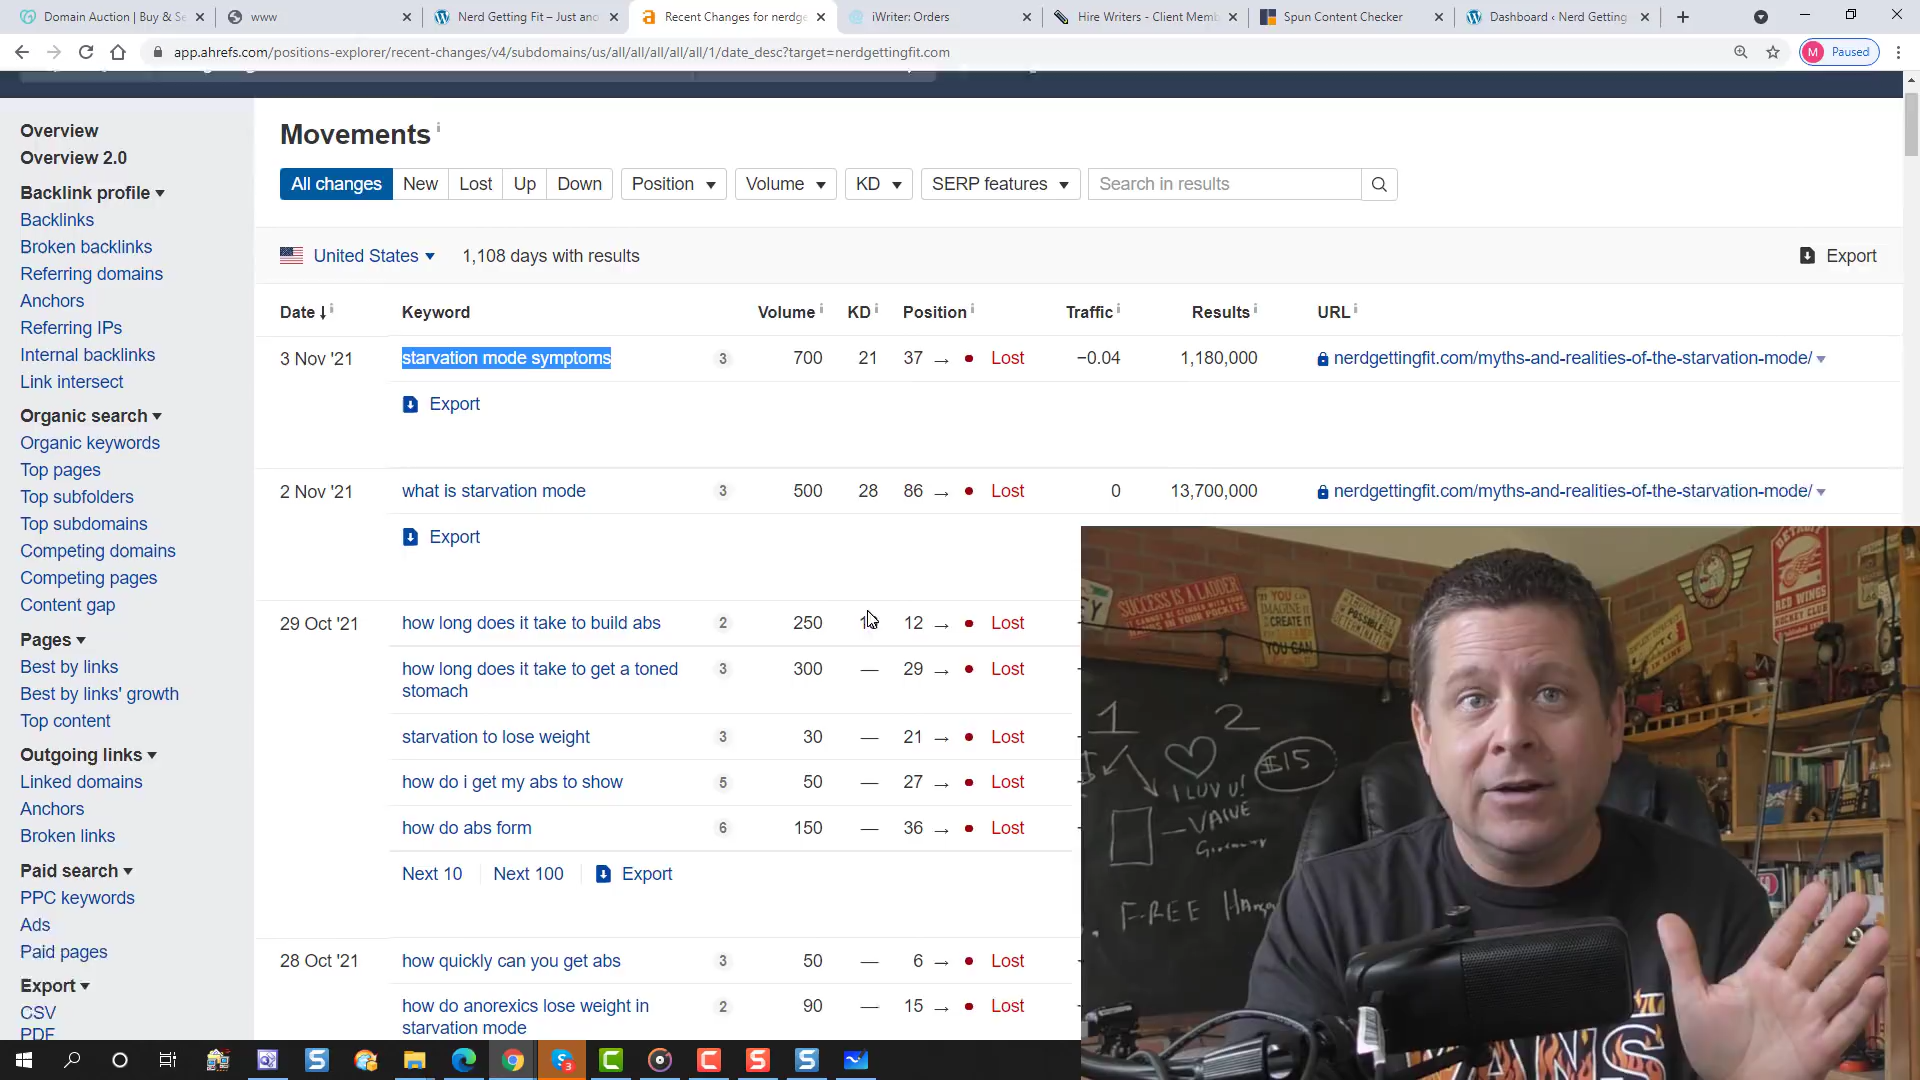 Domain Auction | Buy & Se
www
Nerd Getting Fit – Just an
Recent Changes for nerdge
iWriter: Orders
Hire Writers - Client Memb
Spun Content Checker
Dashboard ‹ Nerd Getting
app.ahrefs.com/positions-explorer/recent-changes/v4/subdomains/us/all/all/all/all/all/1/date_desc?target=nerdgettingfit.com
M Paused
Overview
Overview 2.0
Backlink profile
Backlinks
Broken backlinks
Referring domains
Anchors
Referring IPs
Internal backlinks
Link intersect
Organic search
Organic keywords
Top pages
Top subfolders
Top subdomains
Competing domains
Competing pages
Content gap
Pages
Best by links
Best by links' growth
Top content
Outgoing links
Linked domains
Anchors
Broken links
Paid search
PPC keywords
Ads
Paid pages
Export
CSV
PDF
Movements
All changes New Lost Up Down Position Volume KD SERP features Search in results
United States 1,108 days with results Export
Date Keyword Volume KD Position Traffic Results URL
3 Nov '21 starvation mode symptoms 3 700 21 37 → Lost −0.04 1,180,000 nerdgettingfit.com/myths-and-realities-of-the-starvation-mode/
Export
2 Nov '21 what is starvation mode 3 500 28 86 → Lost 0 13,700,000 nerdgettingfit.com/myths-and-realities-of-the-starvation-mode/
Export
29 Oct '21 how long does it take to build abs 2 250 12 → Lost
how long does it take to get a toned 3 300 — 29 → Lost
stomach
starvation to lose weight 3 30 — 21 → Lost
how do i get my abs to show 5 50 — 27 → Lost
how do abs form 6 150 — 36 → Lost
Next 10 Next 100 Export
28 Oct '21 how quickly can you get abs 3 50 — 6 → Lost
how do anorexics lose weight in 2 90 — 15 → Lost
starvation mode
SUCCESS IS A LADDER
IF YOU CAN
IMAGINE IT
CREATE IT
YOU CAN
DETROIT
RED WINGS
HOCKEY CLUB
1 2
$15
I LUV U!
- VALUE
Giveaway
FREE